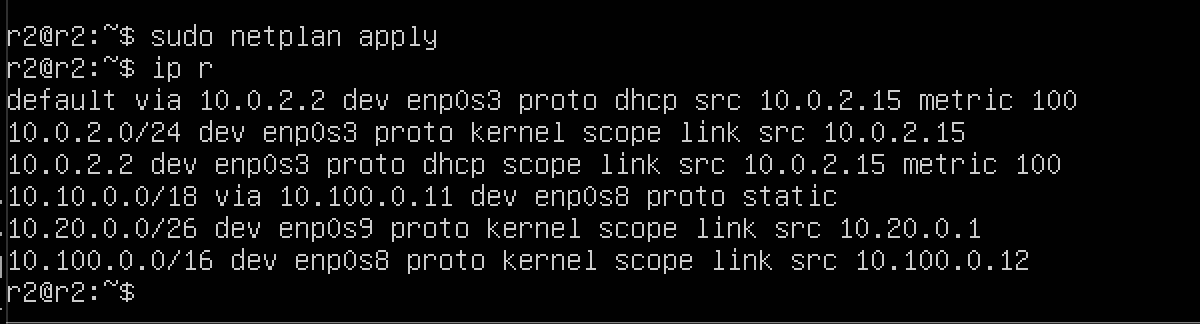 r2@r2:~$ sudo netplan apply
r2@r2:~$ ip r
default via 10.0.2.2 dev enp0s3 proto dhcp src 10.0.2.15 metric 100
10.0.2.0/24 dev enp0s3 proto kernel scope link src 10.0.2.15
10.0.2.2 dev enp0s3 proto dhcp scope link src 10.0.2.15 metric 100
10.10.0.0/18 via 10.100.0.11 dev enp0s8 proto static
10.20.0.0/26 dev enp0s9 proto kernel scope link src 10.20.0.1
10.100.0.0/16 dev enp0s8 proto kernel scope link src 10.100.0.12
r2@r2:~$